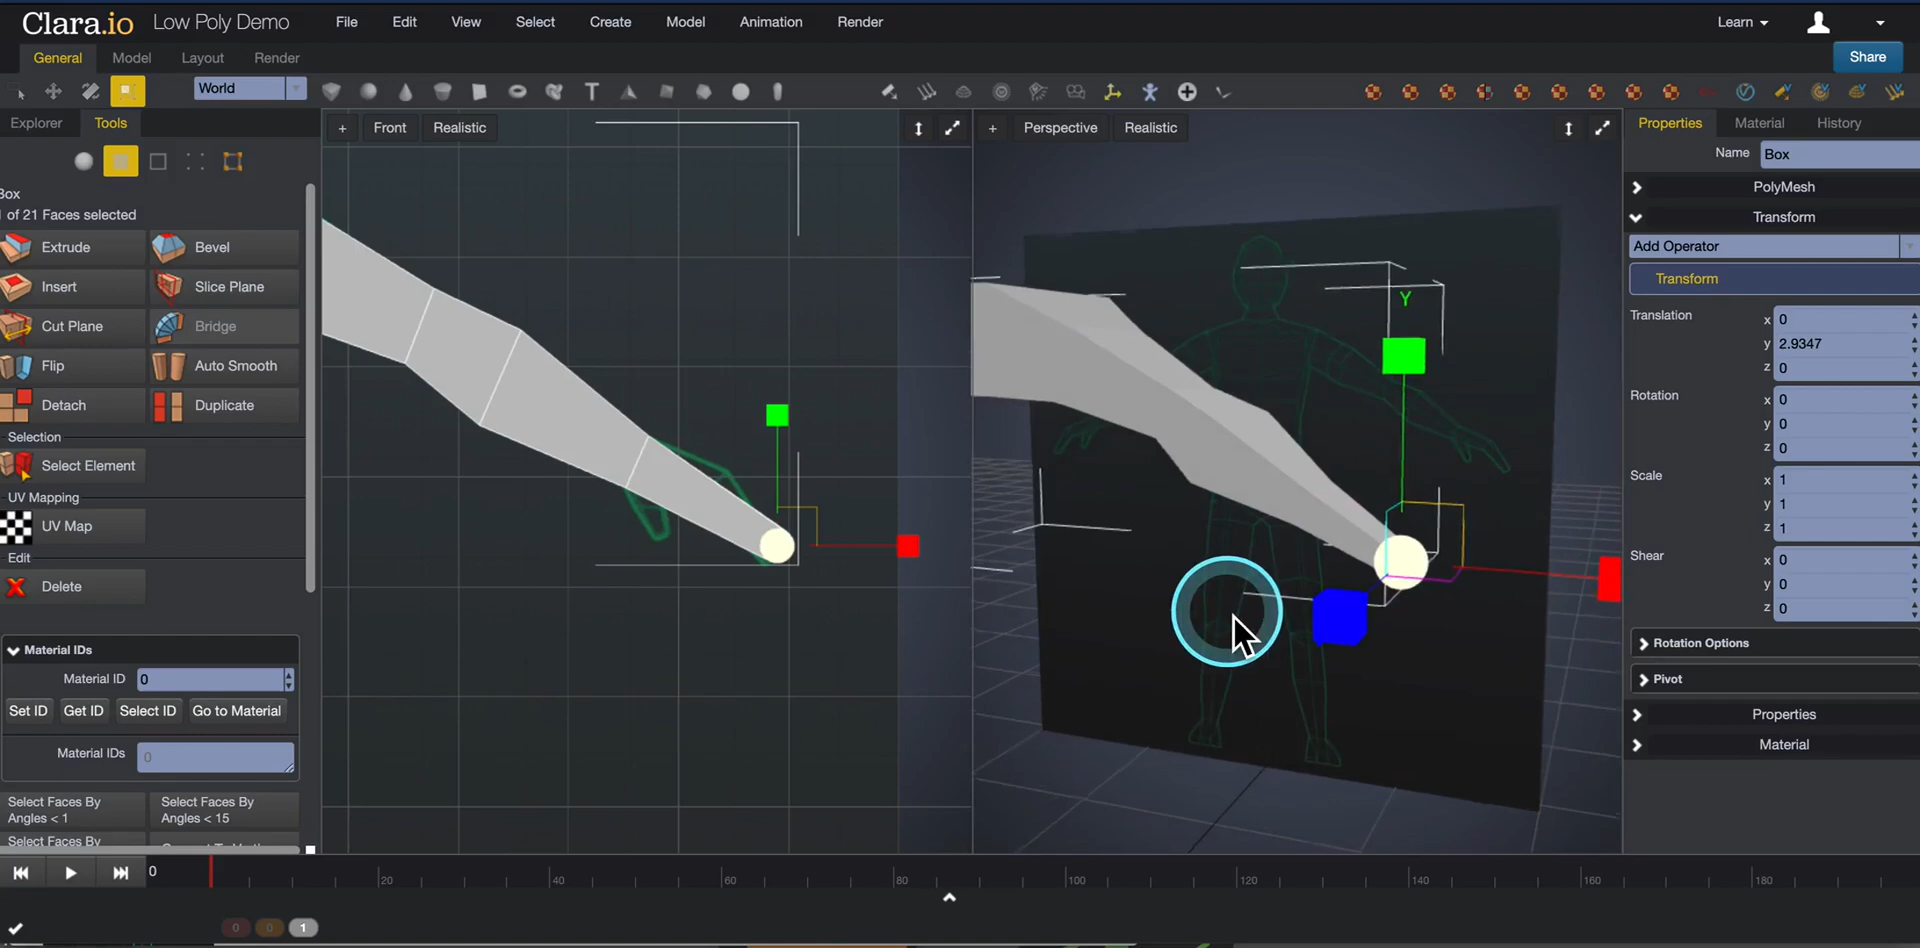 Clara.io Low Poly Demo File Edit View Select Create Model Animation Render Learn
General Model Layout Render Share
World
Explorer Tools
+ Front Realistic
+ Perspective Realistic
Properties Material History
Name Box
Box
1 of 21 Faces selected
Extrude Bevel
Insert Slice Plane
Cut Plane Bridge
Flip Auto Smooth
Detach Duplicate
Selection
Select Element
UV Mapping
UV Map
Edit
Delete
Material IDs
Material ID 0
Set ID Get ID Select ID Go to Material
Material IDs 0
Select Faces By
Angles < 1
Select Faces By
Angles < 15
Select Faces By
Y
PolyMesh
Transform
Add Operator
Transform
Translation x 0
y 2.9347
z 0
Rotation x 0
y 0
z 0
Scale x 1
y 1
z 1
Shear x 0
y 0
z 0
Rotation Options
Pivot
Properties
Material
0 20 40 60 80 100 120 140 160 180
0 0 1